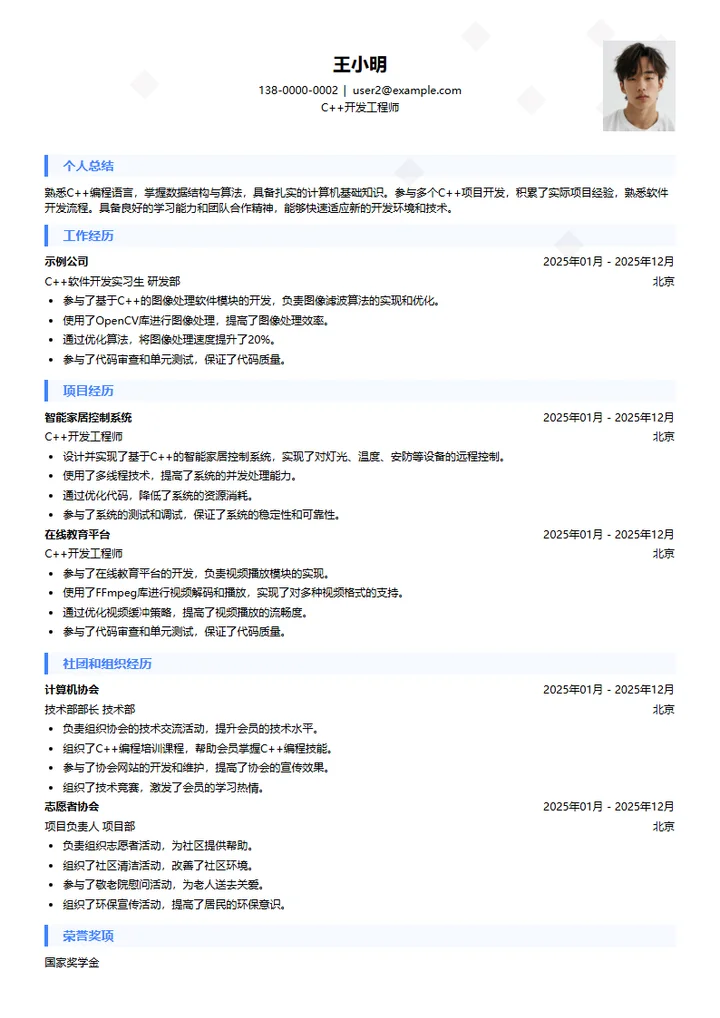 王小明
138-0000-0002 | user2@example.com
C++开发工程师
个人总结
熟悉C++编程语言，掌握数据结构与算法，具备扎实的计算机基础知识。参与多个C++项目开发，积累了实际项目经验，熟悉软件
开发流程。具备良好的学习能力和团队合作精神，能够快速适应新的开发环境和技术。
工作经历
示例公司 2025年01月 - 2025年12月
C++软件开发实习生 研发部 北京
• 参与了基于C++的图像处理软件模块的开发，负责图像滤波算法的实现和优化。
• 使用了OpenCV库进行图像处理，提高了图像处理效率。
• 通过优化算法，将图像处理速度提升了20%。
• 参与了代码审查和单元测试，保证了代码质量。
项目经历
智能家居控制系统 2025年01月 - 2025年12月
C++开发工程师 北京
• 设计并实现了基于C++的智能家居控制系统，实现了对灯光、温度、安防等设备的远程控制。
• 使用了多线程技术，提高了系统的并发处理能力。
• 通过优化代码，降低了系统的资源消耗。
• 参与了系统的测试和调试，保证了系统的稳定性和可靠性。
在线教育平台 2025年01月 - 2025年12月
C++开发工程师 北京
• 参与了在线教育平台的开发，负责视频播放模块的实现。
• 使用了FFmpeg库进行视频解码和播放，实现了对多种视频格式的支持。
• 通过优化视频缓冲策略，提高了视频播放的流畅度。
• 参与了代码审查和单元测试，保证了代码质量。
社团和组织经历
计算机协会 2025年01月 - 2025年12月
技术部部长 技术部 北京
• 负责组织协会的技术交流活动，提升会员的技术水平。
• 组织了C++编程培训课程，帮助会员掌握C++编程技能。
• 参与了协会网站的开发和维护，提高了协会的宣传效果。
• 组织了技术竞赛，激发了会员的学习热情。
志愿者协会 2025年01月 - 2025年12月
项目负责人 项目部 北京
• 负责组织志愿者活动，为社区提供帮助。
• 组织了社区清洁活动，改善了社区环境。
• 参与了敬老院慰问活动，为老人送去关爱。
• 组织了环保宣传活动，提高了居民的环保意识。
荣誉奖项
国家奖学金